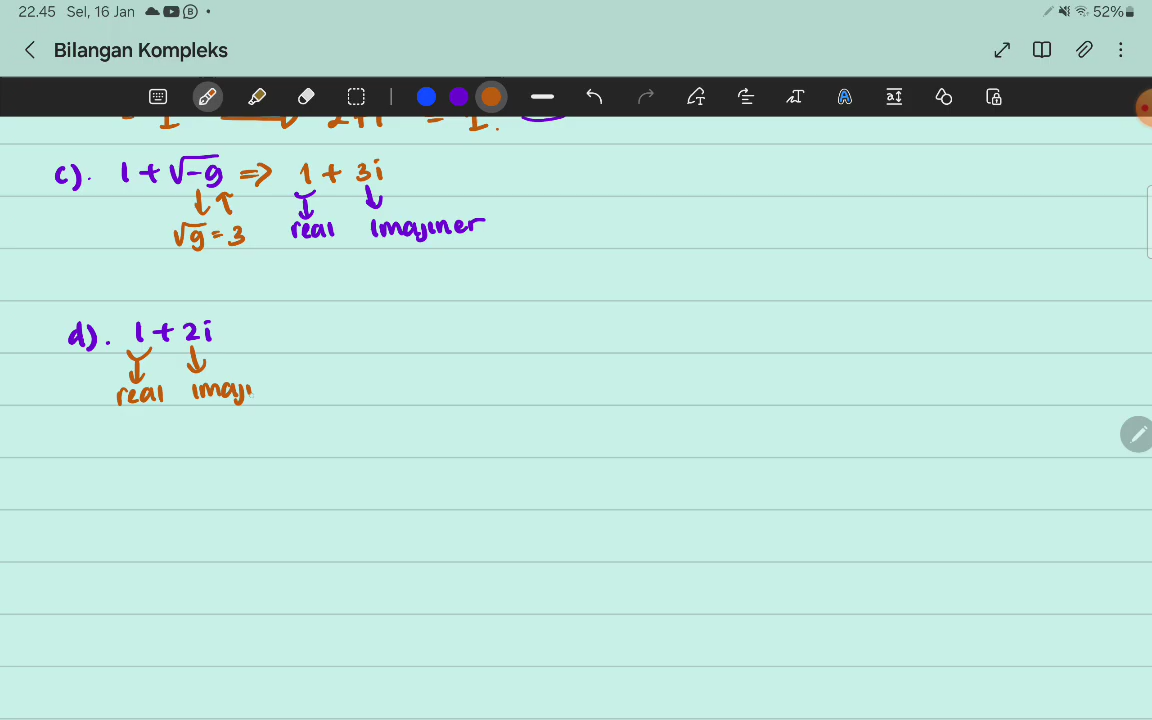 22.45 Sel, 16 Jan 52%
Bilangan Kompleks
c). 1 + √-9 => 1 + 3i
real imajiner
√9 = 3
d). 1 + 2i
real imaji